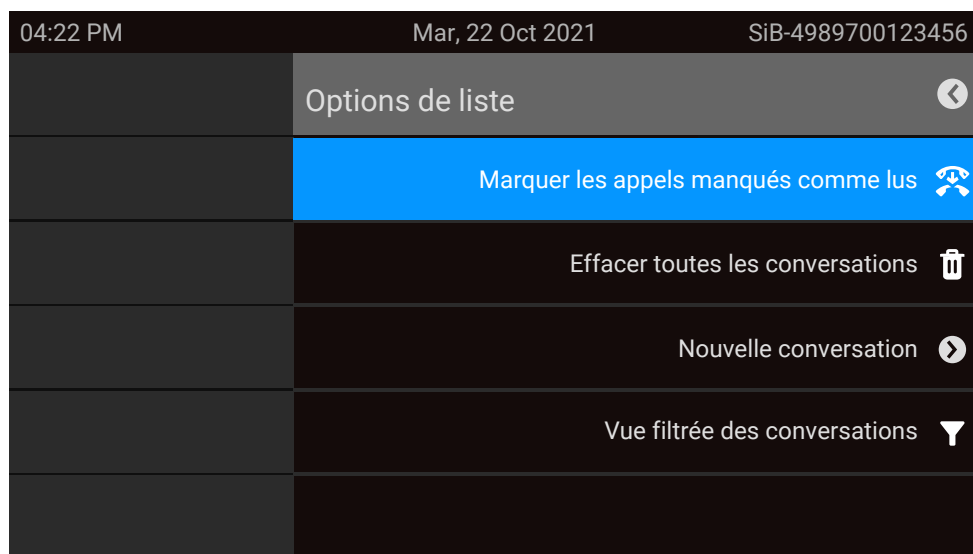 04:22 PM Mar, 22 Oct 2021 SiB-4989700123456
Options de liste
Marquer les appels manqués comme lus
Effacer toutes les conversations
Nouvelle conversation
Vue filtrée des conversations